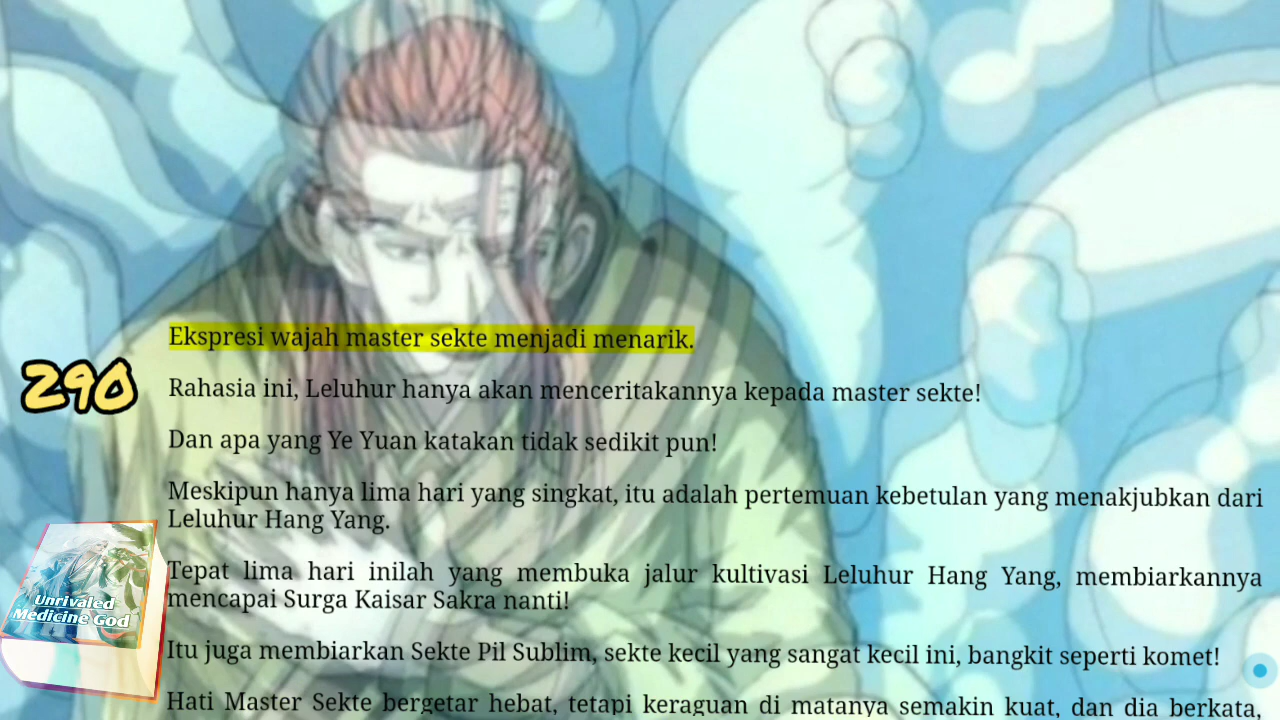 Ekspresi wajah master sekte menjadi menarik.
290
Rahasia ini, Leluhur hanya akan menceritakannya kepada master sekte!
Dan apa yang Ye Yuan katakan tidak sedikit pun!
Meskipun hanya lima hari yang singkat, itu adalah pertemuan kebetulan yang menakjubkan dari
Leluhur Hang Yang.
Tepat lima hari inilah yang membuka jalur kultivasi Leluhur Hang Yang, membiarkannya
mencapai Surga Kaisar Sakra nanti!
Unrivaled
Medicine God
Itu juga membiarkan Sekte Pil Sublim, sekte kecil yang sangat kecil ini, bangkit seperti komet!
Hati Master Sekte bergetar hebat, tetapi keraguan di matanya semakin kuat, dan dia berkata,